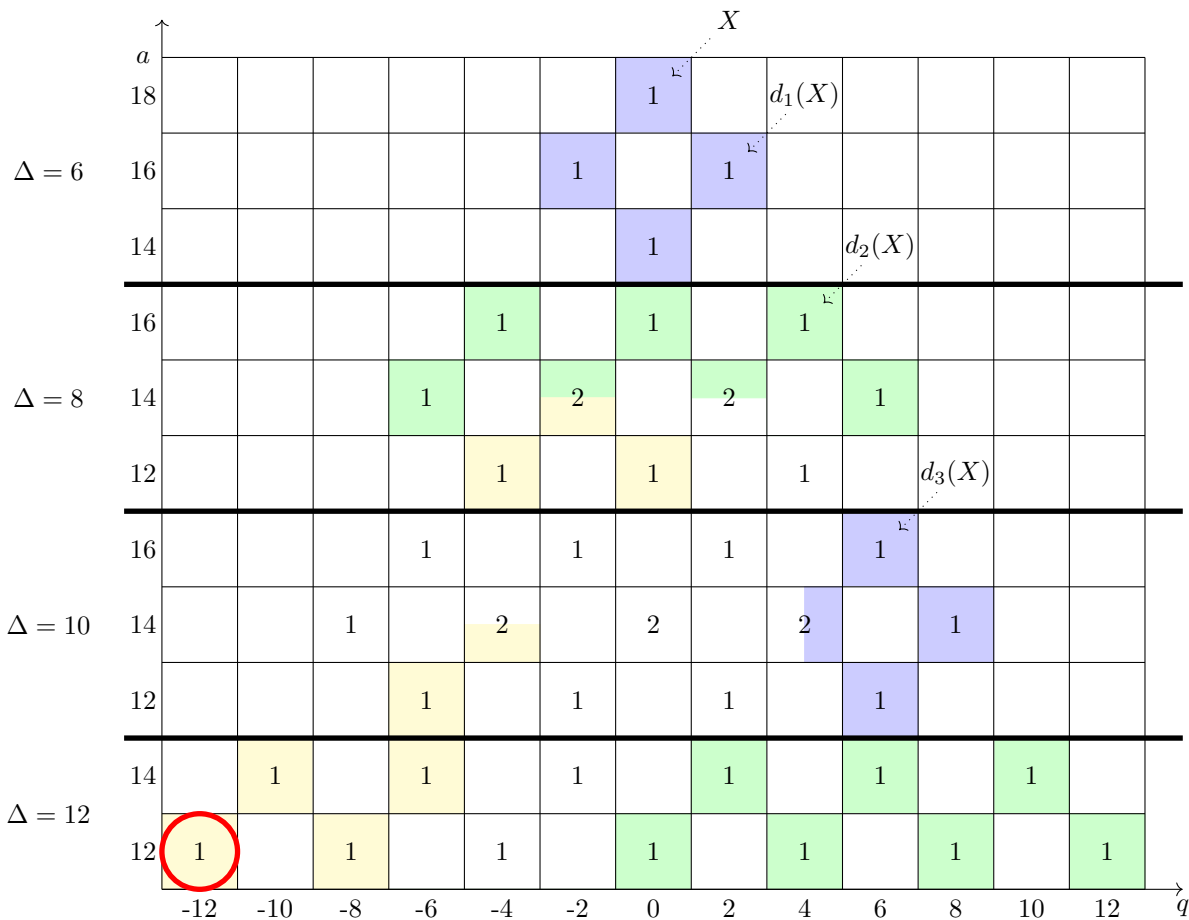 X
a
18 1 d₁(X)
Δ = 6 16 1 1
14 1 d₂(X)
16 1 1 1
Δ = 8 14 1 2 2 1
12 1 1 1 d₃(X)
16 1 1 1 1
Δ = 10 14 1 2 2 2 1
12 1 1 1 1
14 1 1 1 1 1 1
Δ = 12
12 1 1 1 1 1 1 1
-12 -10 -8 -6 -4 -2 0 2 4 6 8 10 12 q